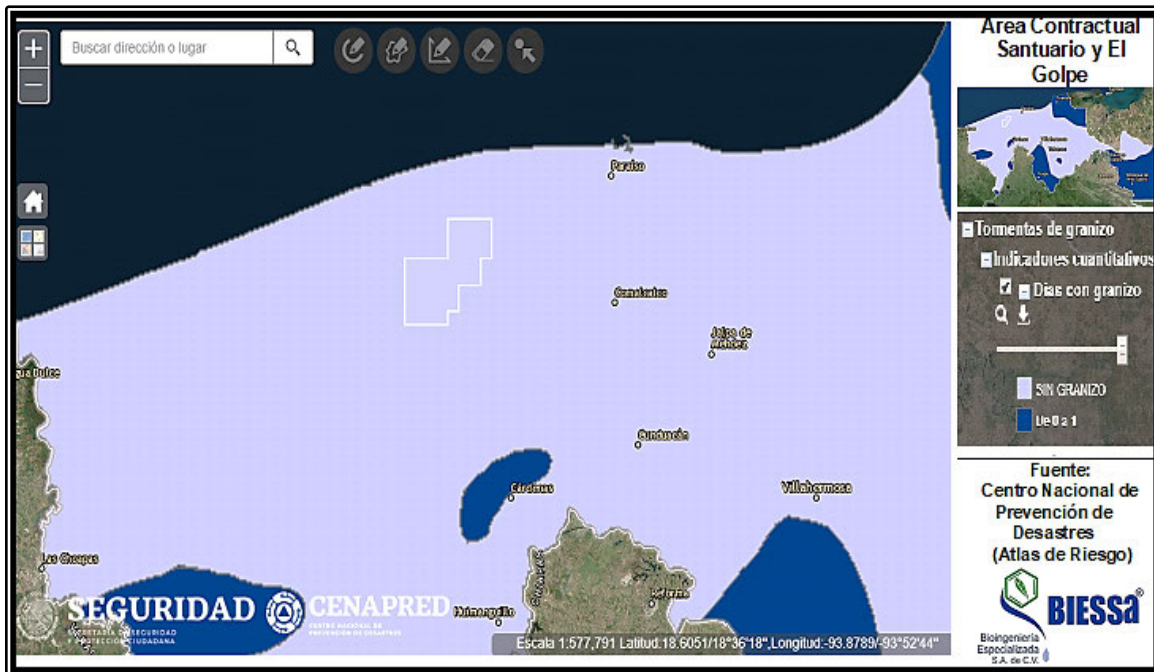 Buscar dirección o lugar
Área Contractual
Santuario y El
Golpe
Paraíso
Comalcalco
Jalpa de
Méndez
Cunduacán
Cárdenas
Villahermosa
Las Choapas
Huimanguillo
Reforma
CHIAPAS
SEGURIDAD
SECRETARÍA DE SEGURIDAD
Y PROTECCIÓN CIUDADANA
CENAPRED
CENTRO NACIONAL DE
PREVENCIÓN DE DESASTRES
Escala 1:577,791 Latitud:18.6051/18°36'18",Longitud:-93.8789/-93°52'44"
Tormentas de granizo
Indicadores cuantitativos
Dias con granizo
SIN GRANIZO
De 0 a 1
Fuente:
Centro Nacional de
Prevención de
Desastres
(Atlas de Riesgo)
BIESSA®
Bioingeniería
Especializada
S.A. de C.V.